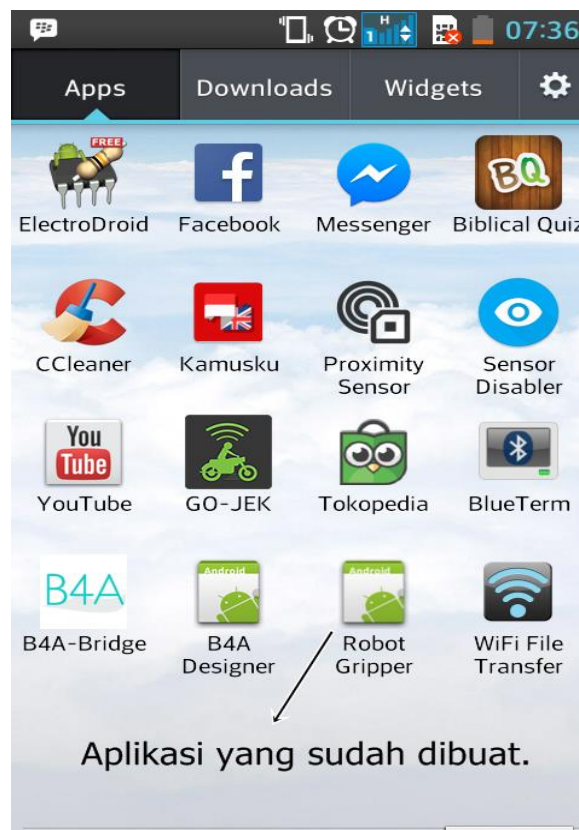 07:36
Apps Downloads Widgets
FREE
ElectroDroid Facebook Messenger Biblical Quiz
BQ
CCleaner Kamusku Proximity Sensor Sensor Disabler
You Tube
YouTube GO-JEK Tokopedia BlueTerm
B4A
Android Android
B4A-Bridge B4A Designer Robot Gripper WiFi File Transfer
Aplikasi yang sudah dibuat.